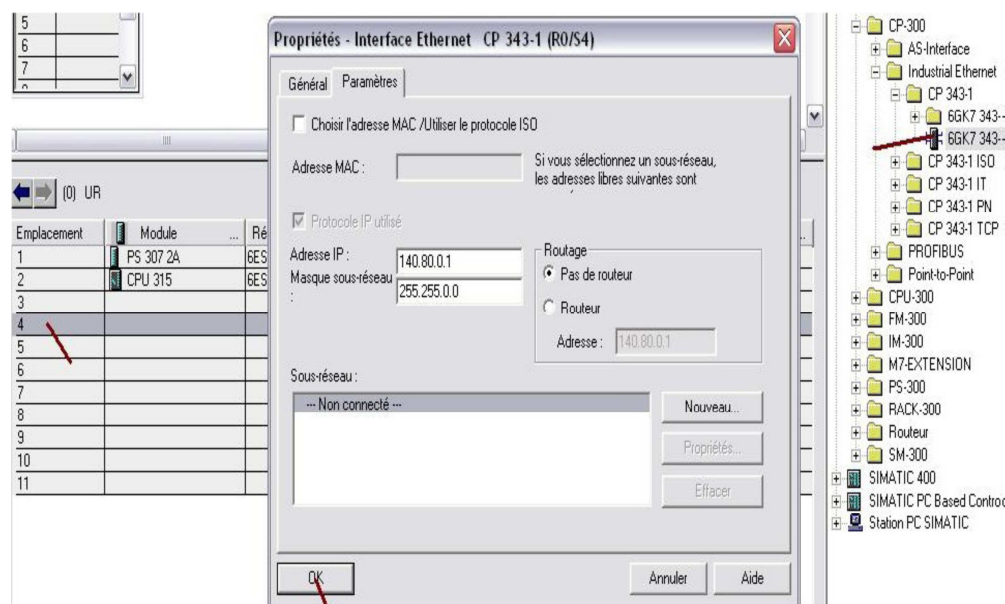 5
6
7
Propriétés - Interface Ethernet CP 343-1 (R0/S4)
Général
Paramètres
Choisir l'adresse MAC /Utiliser le protocole ISO
Adresse MAC :
Si vous sélectionnez un sous-réseau,
les adresses libres suivantes sont
Protocole IP utilisé
Adresse IP :
140.80.0.1
Masque sous-réseau
:
255.255.0.0
Routage
Pas de routeur
Routeur
Adresse :
140.80.0.1
Sous-réseau :
--- Non connecté ---
Nouveau...
Propriétés...
Effacer
OK
Annuler
Aide
(0) UR
Emplacement Module ... Ré
1 PS 307 2A 6ES
2 CPU 315 6ES
3
4
5
6
7
8
9
10
11
CP-300
AS-Interface
Industrial Ethernet
CP 343-1
6GK7 343-
6GK7 343-
CP 343-1 ISO
CP 343-1 IT
CP 343-1 PN
CP 343-1 TCP
PROFIBUS
Point-to-Point
CPU-300
FM-300
IM-300
M7-EXTENSION
PS-300
RACK-300
Routeur
SM-300
SIMATIC 400
SIMATIC PC Based Control
Station PC SIMATIC